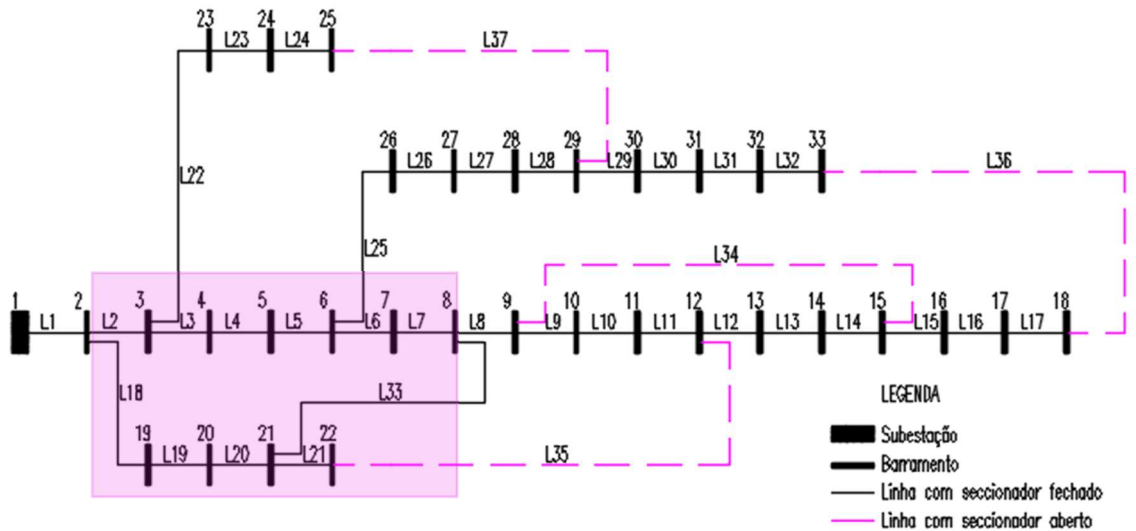 23 24 25
L23 L24 L37
26 27 28 29 30 31 32 33
L26 L27 L28 L29 L30 L31 L32 L36
L22
L25
L34
1 2 3 4 5 6 7 8 9 10 11 12 13 14 15 16 17 18
L1 L2 L3 L4 L5 L6 L7 L8 L9 L10 L11 L12 L13 L14 L15 L16 L17
L18
L33
LEGENDA
19 20 21 22
Subestação
L19 L20 L21 L35
Barramento
Linha com seccionador fechado
Linha com seccionador aberto